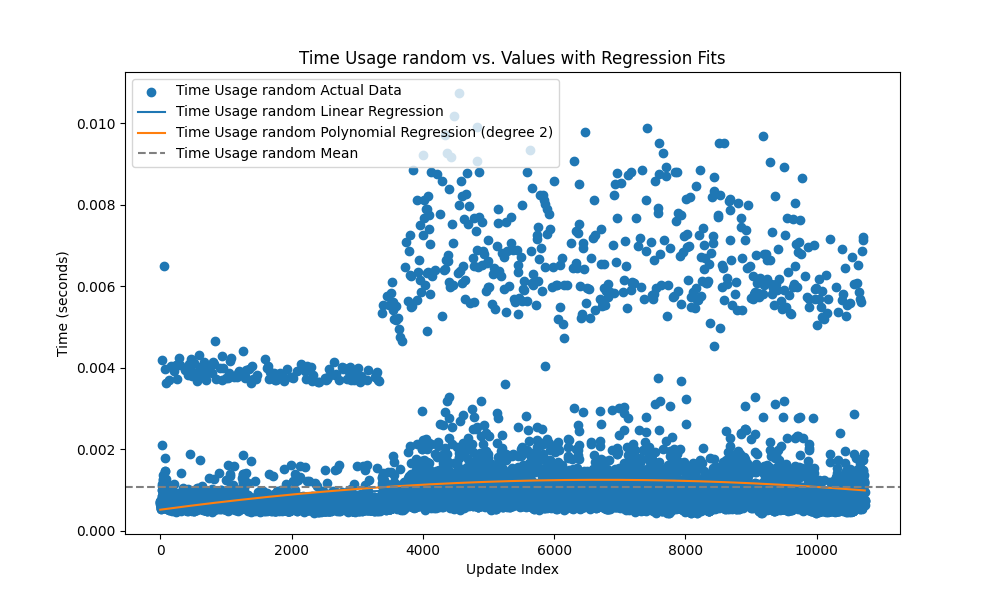 Time Usage random vs. Values with Regression Fits
Time Usage random Actual Data
Time Usage random Linear Regression
Time Usage random Polynomial Regression (degree 2)
Time Usage random Mean
Time (seconds)
0.010
0.008
0.006
0.004
0.002
0.000
0 2000 4000 6000 8000 10000
Update Index